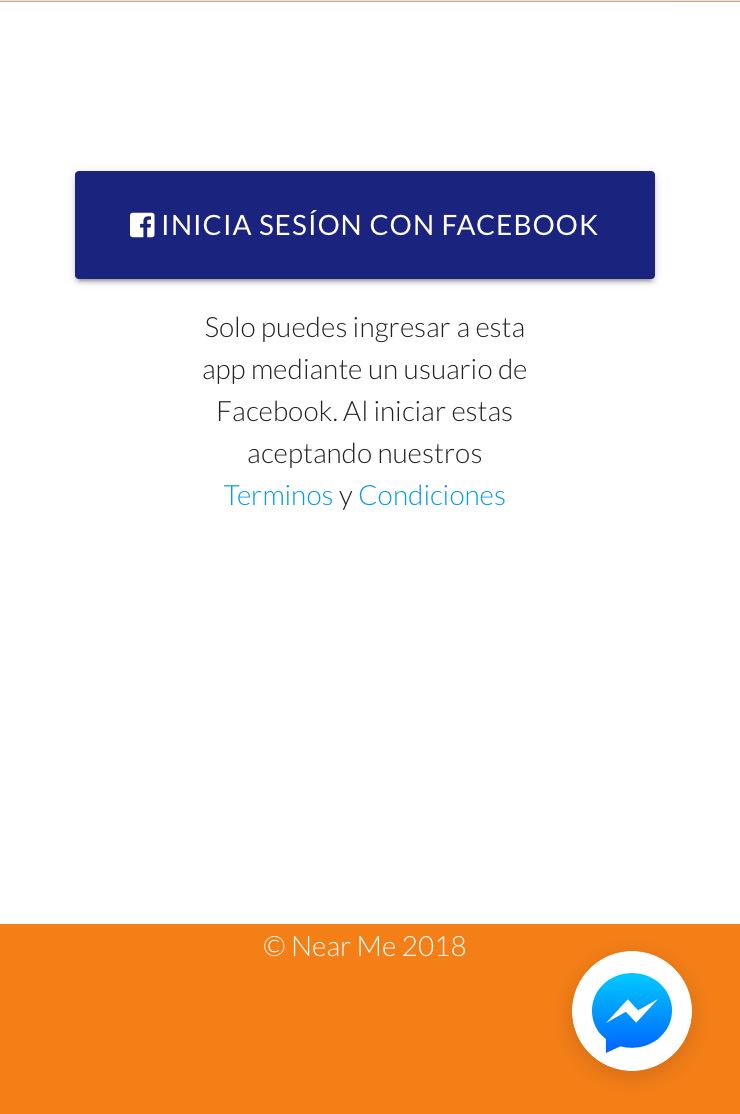 INICIA SESÍON CON FACEBOOK
Solo puedes ingresar a esta
app mediante un usuario de
Facebook. Al iniciar estas
aceptando nuestros
Terminos y Condiciones
© Near Me 2018